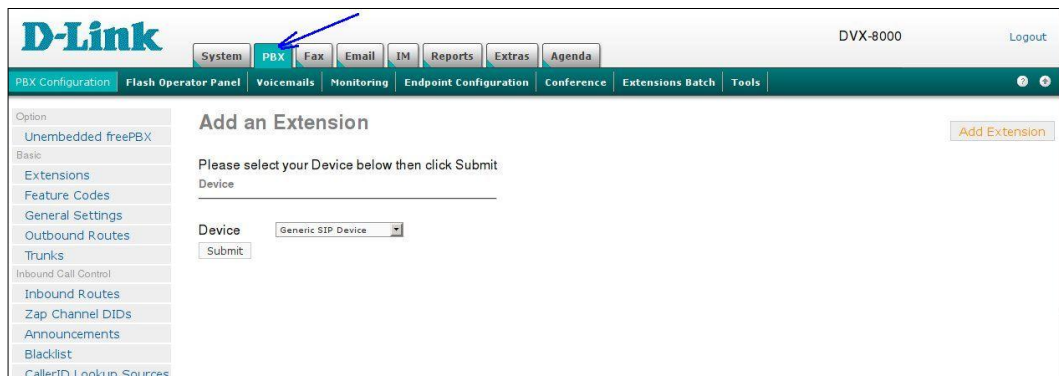 D-Link
DVX-8000
Logout
System PBX Fax Email IM Reports Extras Agenda
PBX Configuration Flash Operator Panel Voicemails Monitoring Endpoint Configuration Conference Extensions Batch Tools ?
Option
Unembedded freePBX
Basic
Extensions
Feature Codes
General Settings
Outbound Routes
Trunks
Inbound Call Control
Inbound Routes
Zap Channel DIDs
Announcements
Blacklist
CallerID Lookup Sources
Add an Extension
Add Extension
Please select your Device below then click Submit
Device
Device Generic SIP Device
Submit